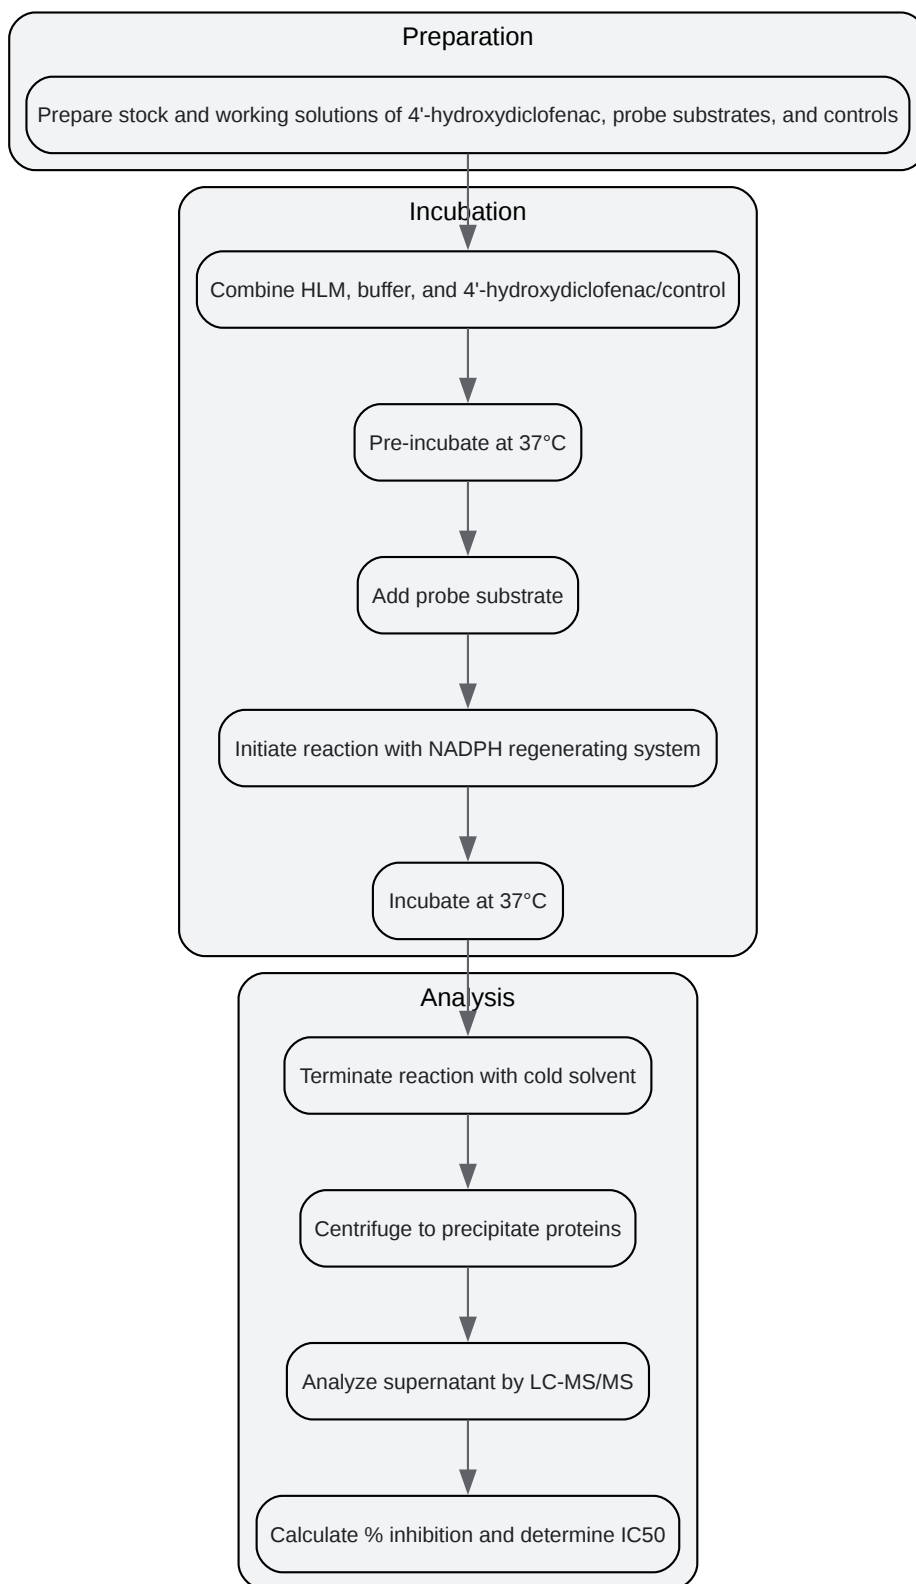 Preparation
Prepare stock and working solutions of 4'-hydroxydiclofenac, probe substrates, and controls
Incubation
Combine HLM, buffer, and 4'-hydroxydiclofenac/control
Pre-incubate at 37°C
Add probe substrate
Initiate reaction with NADPH regenerating system
Incubate at 37°C
Analysis
Terminate reaction with cold solvent
Centrifuge to precipitate proteins
Analyze supernatant by LC-MS/MS
Calculate % inhibition and determine IC50